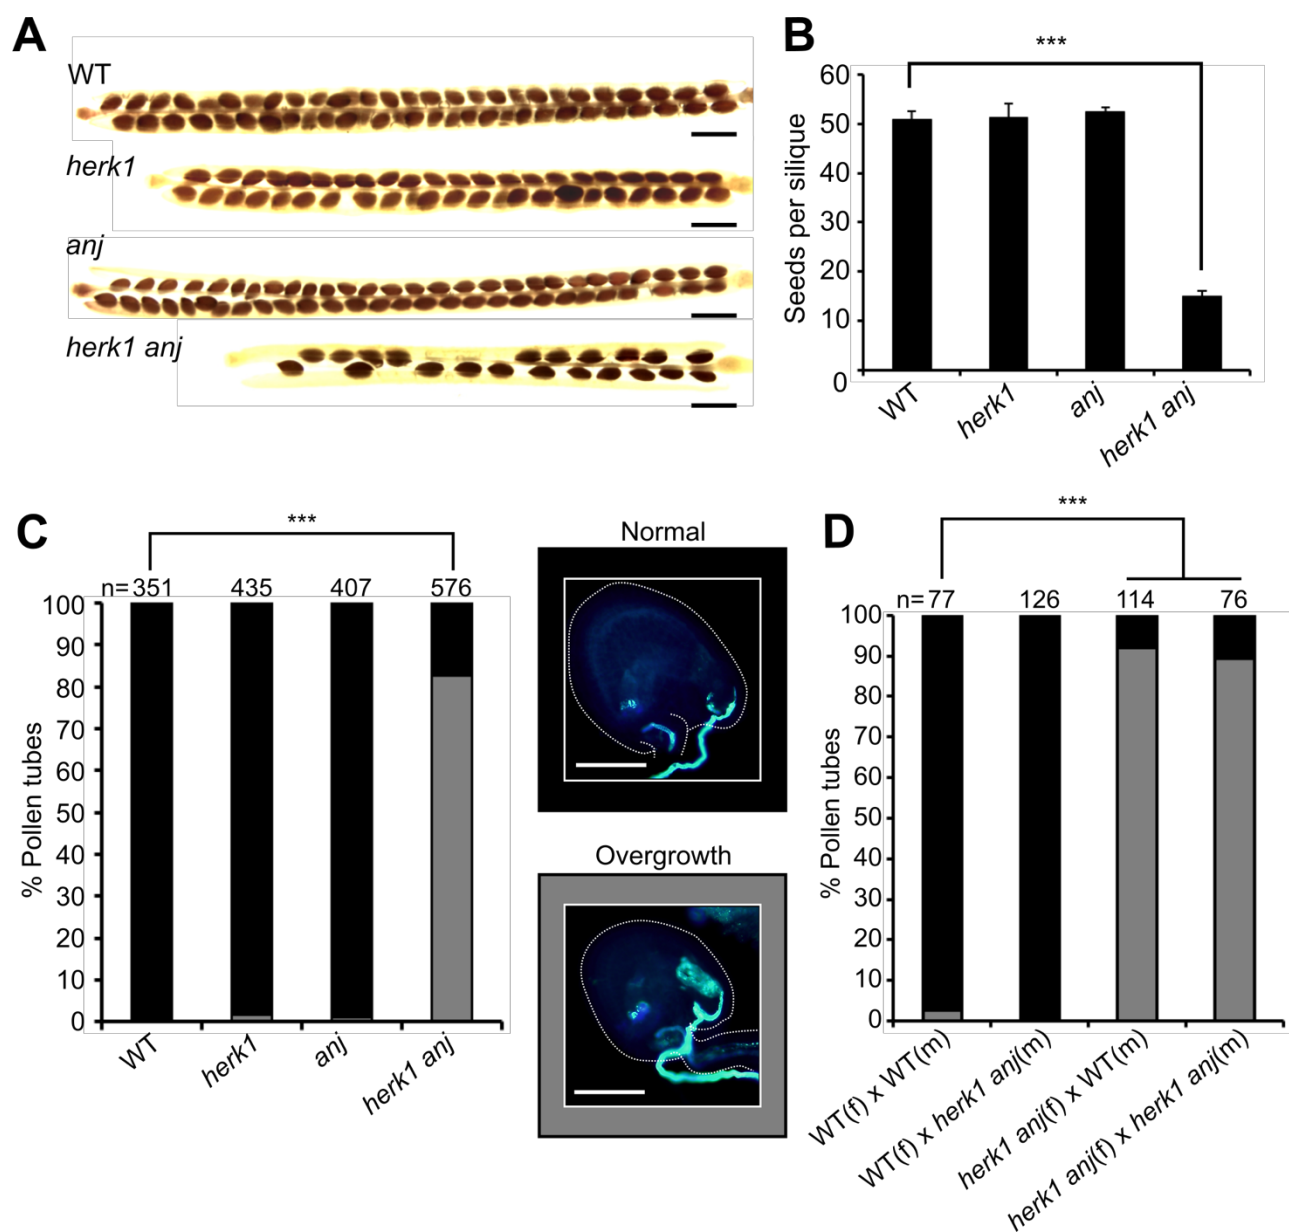 A
WT
herk1
anj
herk1 anj
B
***
Seeds per silique
60
50
40
30
20
10
0
WT
herk1
anj
herk1 anj
C
***
n=351 435 407 576
% Pollen tubes
100
90
80
70
60
50
40
30
20
10
0
WT
herk1
anj
herk1 anj
Normal
Overgrowth
D
***
n=77 126 114 76
% Pollen tubes
100
90
80
70
60
50
40
30
20
10
0
WT(f) x WT(m)
WT(f) x herk1 anj(m)
herk1 anj(f) x WT(m)
herk1 anj(f) x herk1 anj(m)